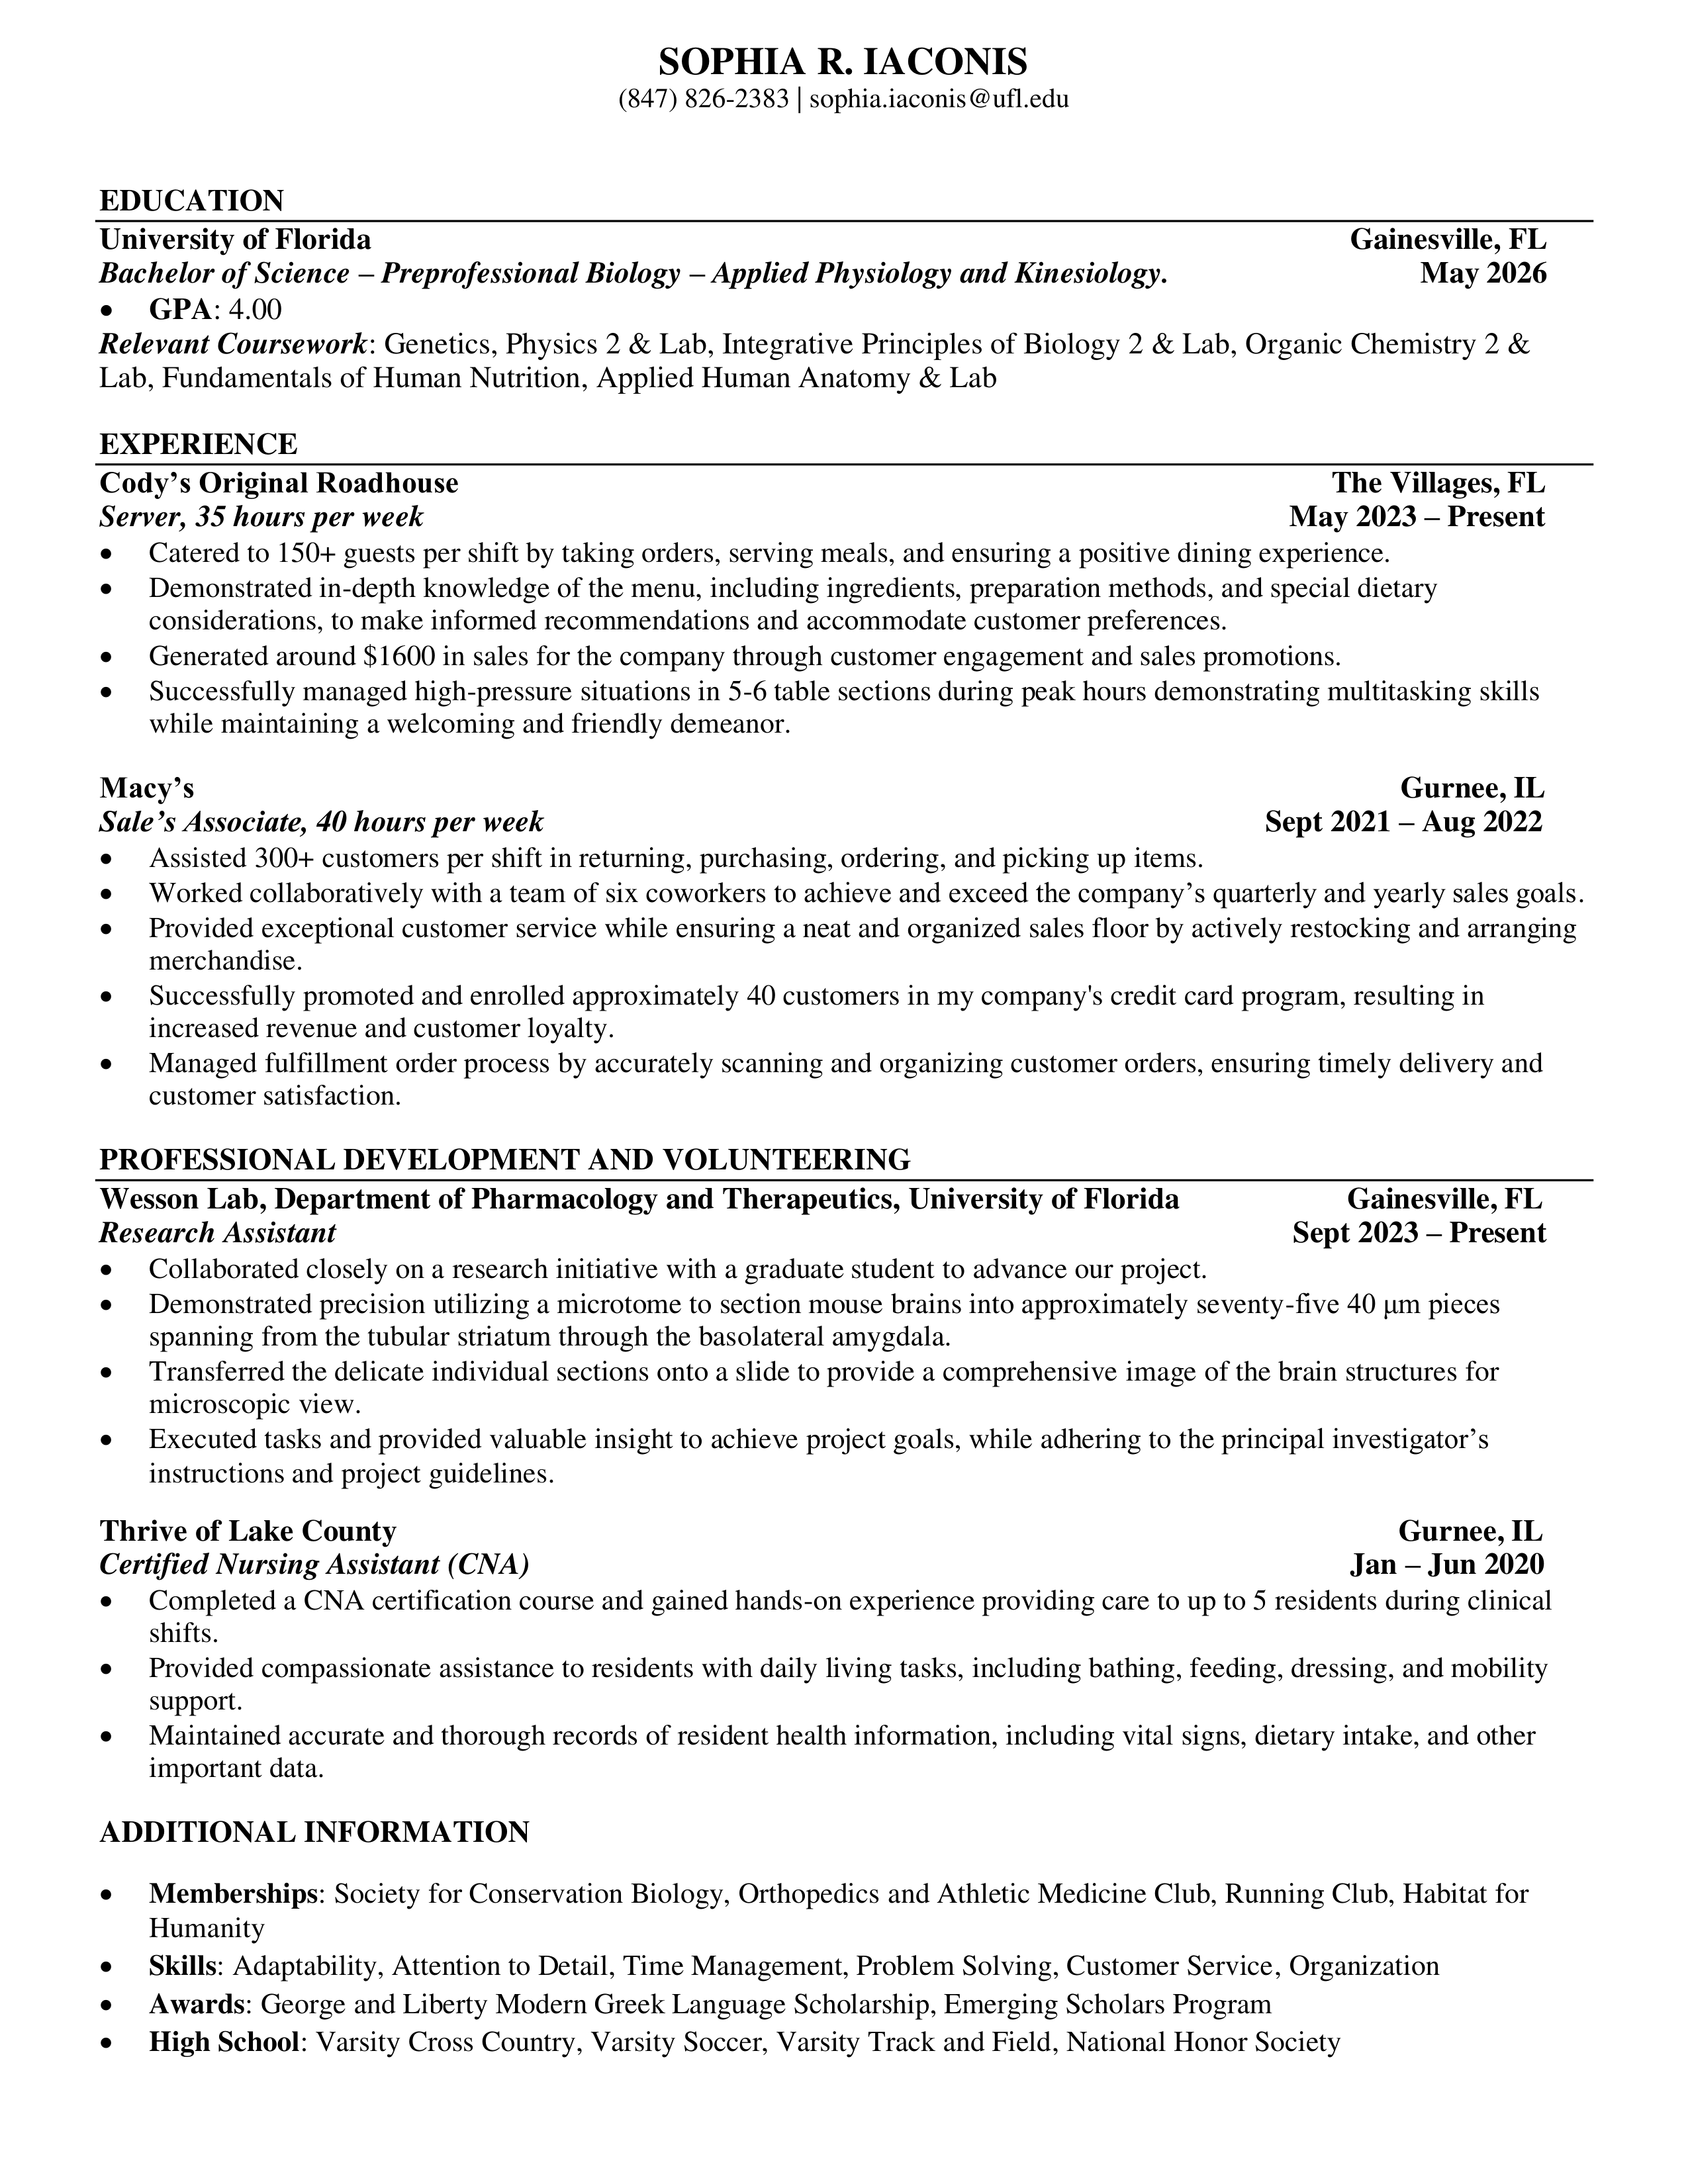 SOPHIA R. IACONIS
(847) 826-2383 | sophia.iaconis@ufl.edu
EDUCATION
University of Florida Gainesville, FL
Bachelor of Science – Preprofessional Biology – Applied Physiology and Kinesiology. May 2026
• GPA: 4.00
Relevant Coursework: Genetics, Physics 2 & Lab, Integrative Principles of Biology 2 & Lab, Organic Chemistry 2 &
Lab, Fundamentals of Human Nutrition, Applied Human Anatomy & Lab
EXPERIENCE
Cody’s Original Roadhouse The Villages, FL
Server, 35 hours per week May 2023 – Present
• Catered to 150+ guests per shift by taking orders, serving meals, and ensuring a positive dining experience.
• Demonstrated in-depth knowledge of the menu, including ingredients, preparation methods, and special dietary
considerations, to make informed recommendations and accommodate customer preferences.
• Generated around $1600 in sales for the company through customer engagement and sales promotions.
• Successfully managed high-pressure situations in 5-6 table sections during peak hours demonstrating multitasking skills
while maintaining a welcoming and friendly demeanor.
Macy’s Gurnee, IL
Sale’s Associate, 40 hours per week Sept 2021 – Aug 2022
• Assisted 300+ customers per shift in returning, purchasing, ordering, and picking up items.
• Worked collaboratively with a team of six coworkers to achieve and exceed the company’s quarterly and yearly sales goals.
• Provided exceptional customer service while ensuring a neat and organized sales floor by actively restocking and arranging
merchandise.
• Successfully promoted and enrolled approximately 40 customers in my company's credit card program, resulting in
increased revenue and customer loyalty.
• Managed fulfillment order process by accurately scanning and organizing customer orders, ensuring timely delivery and
customer satisfaction.
PROFESSIONAL DEVELOPMENT AND VOLUNTEERING
Wesson Lab, Department of Pharmacology and Therapeutics, University of Florida Gainesville, FL
Research Assistant Sept 2023 – Present
• Collaborated closely on a research initiative with a graduate student to advance our project.
• Demonstrated precision utilizing a microtome to section mouse brains into approximately seventy-five 40 μm pieces
spanning from the tubular striatum through the basolateral amygdala.
• Transferred the delicate individual sections onto a slide to provide a comprehensive image of the brain structures for
microscopic view.
• Executed tasks and provided valuable insight to achieve project goals, while adhering to the principal investigator’s
instructions and project guidelines.
Thrive of Lake County Gurnee, IL
Certified Nursing Assistant (CNA) Jan – Jun 2020
• Completed a CNA certification course and gained hands-on experience providing care to up to 5 residents during clinical
shifts.
• Provided compassionate assistance to residents with daily living tasks, including bathing, feeding, dressing, and mobility
support.
• Maintained accurate and thorough records of resident health information, including vital signs, dietary intake, and other
important data.
ADDITIONAL INFORMATION
• Memberships: Society for Conservation Biology, Orthopedics and Athletic Medicine Club, Running Club, Habitat for
Humanity
• Skills: Adaptability, Attention to Detail, Time Management, Problem Solving, Customer Service, Organization
• Awards: George and Liberty Modern Greek Language Scholarship, Emerging Scholars Program
• High School: Varsity Cross Country, Varsity Soccer, Varsity Track and Field, National Honor Society